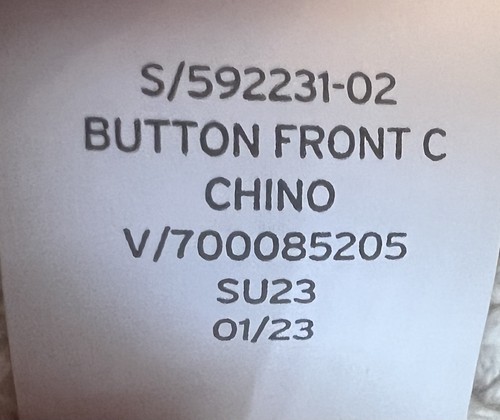 S/592231-02
BUTTON FRONT C
CHINO
V/700085205
SU23
01/23